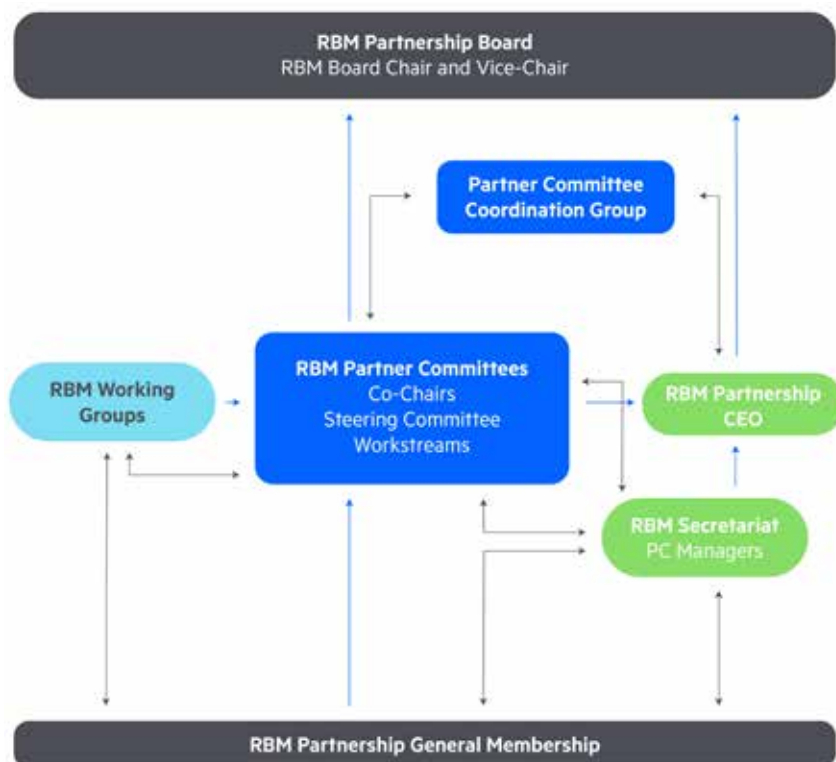 RBM Partnership Board
RBM Board Chair and Vice-Chair
Partner Committee
Coordination Group
RBM Working
Groups
RBM Partner Committees
Co-Chairs
Steering Committee
Workstreams
RBM Partnership
CEO
RBM Secretariat
PC Managers
RBM Partnership General Membership